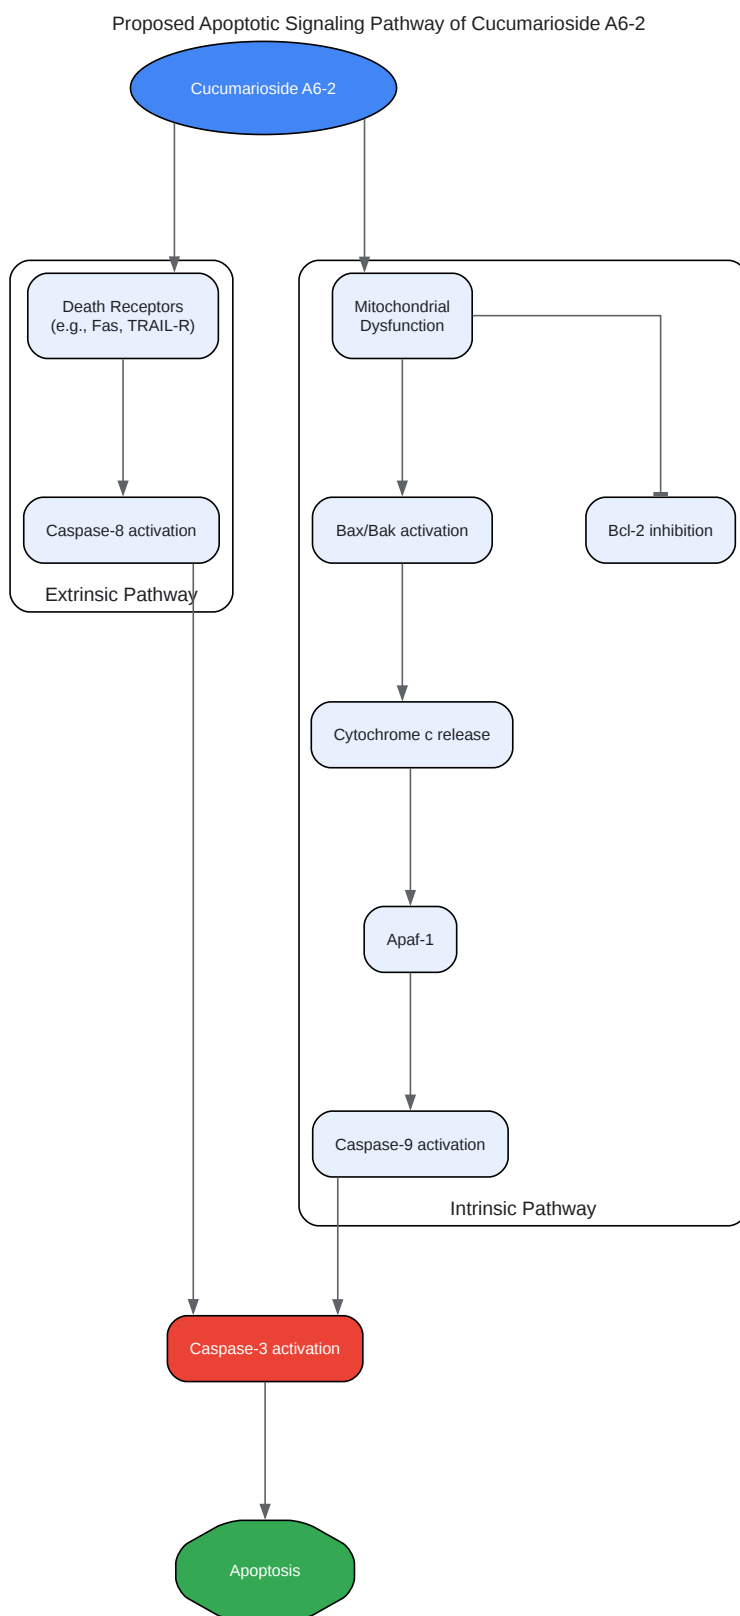 Proposed Apoptotic Signaling Pathway of Cucumarioside A6-2
Cucumarioside A6-2
Death Receptors
(e.g., Fas, TRAIL-R)
Mitochondrial
Dysfunction
Caspase-8 activation
Bax/Bak activation
Bcl-2 inhibition
Extrinsic Pathway
Cytochrome c release
Apaf-1
Caspase-9 activation
Intrinsic Pathway
Caspase-3 activation
Apoptosis